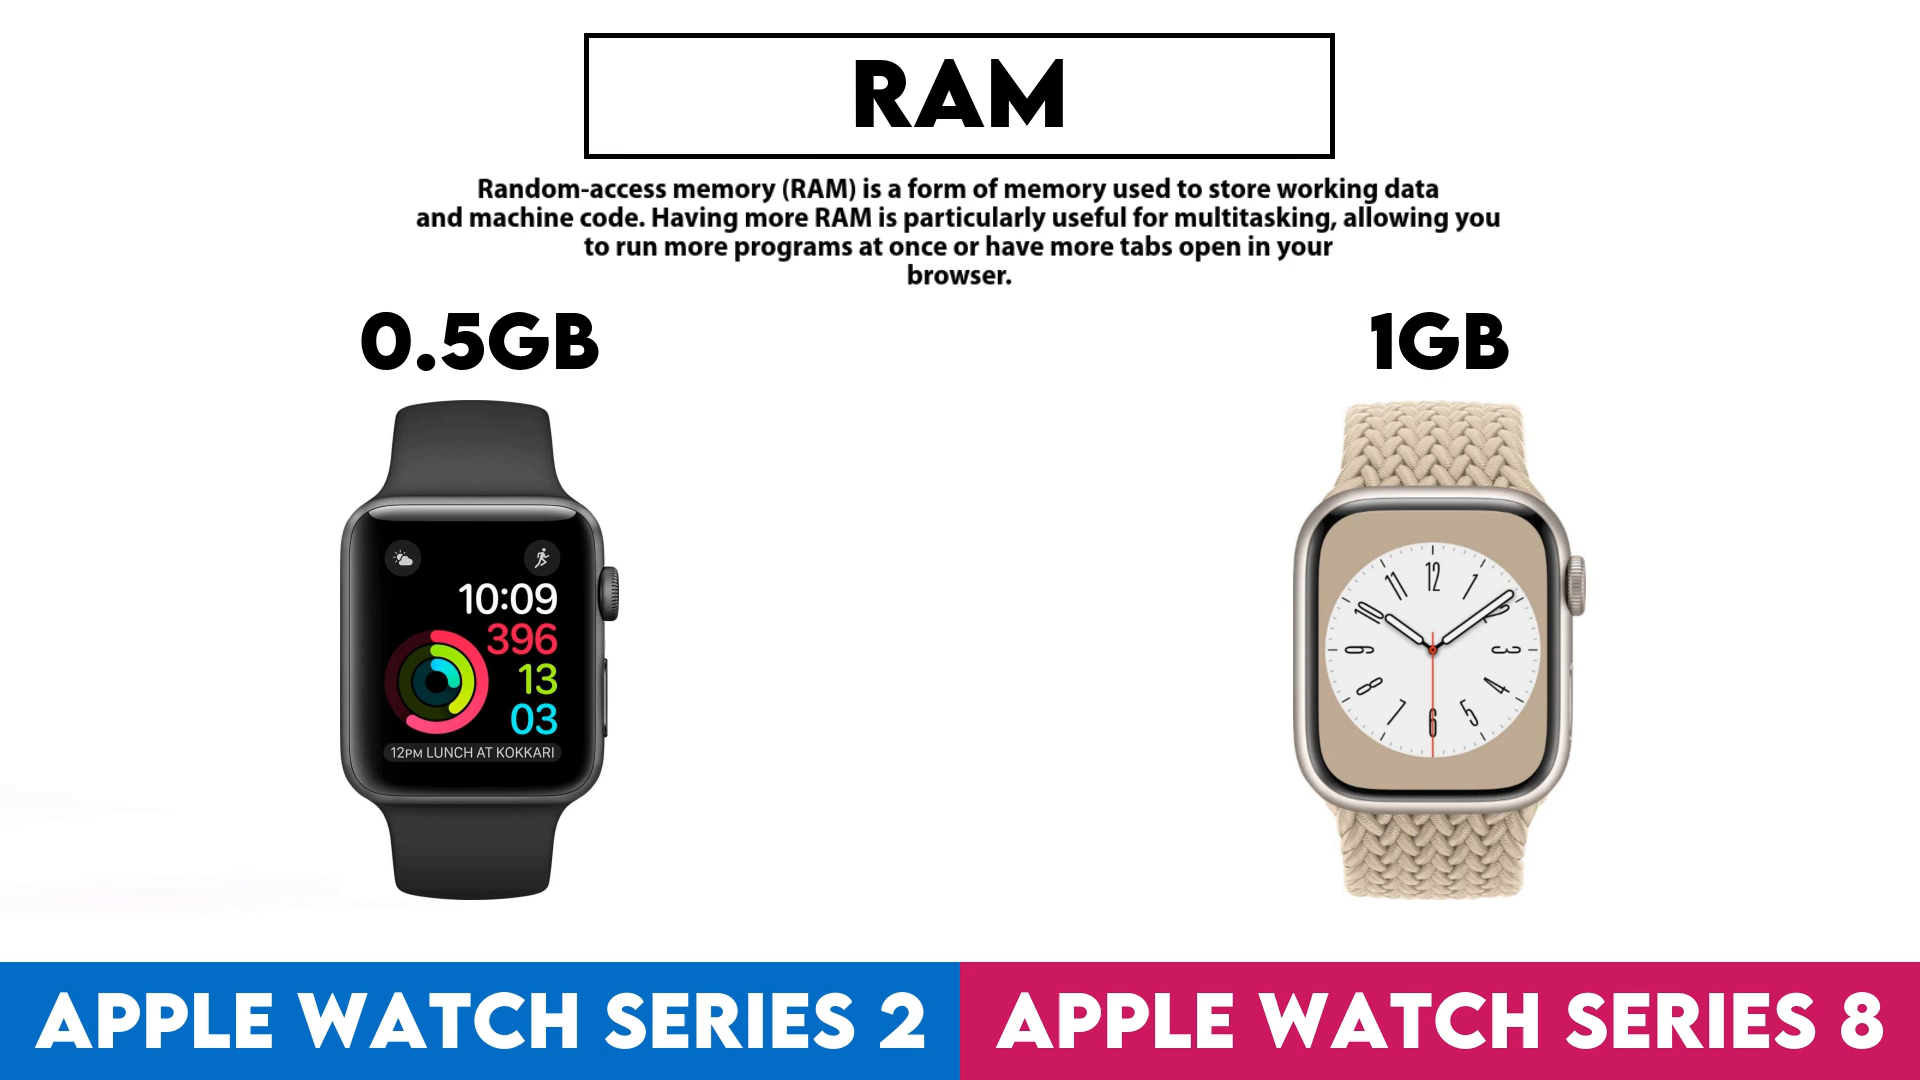 RAM
Random-access memory (RAM) is a form of memory used to store working data
and machine code. Having more RAM is particularly useful for multitasking, allowing you
to run more programs at once or have more tabs open in your
browser.
0.5GB
1GB
10:09
396
13
03
12PM LUNCH AT KOKKARI
12
1
2
3
4
5
6
7
8
9
10
11
APPLE WATCH SERIES 2
APPLE WATCH SERIES 8